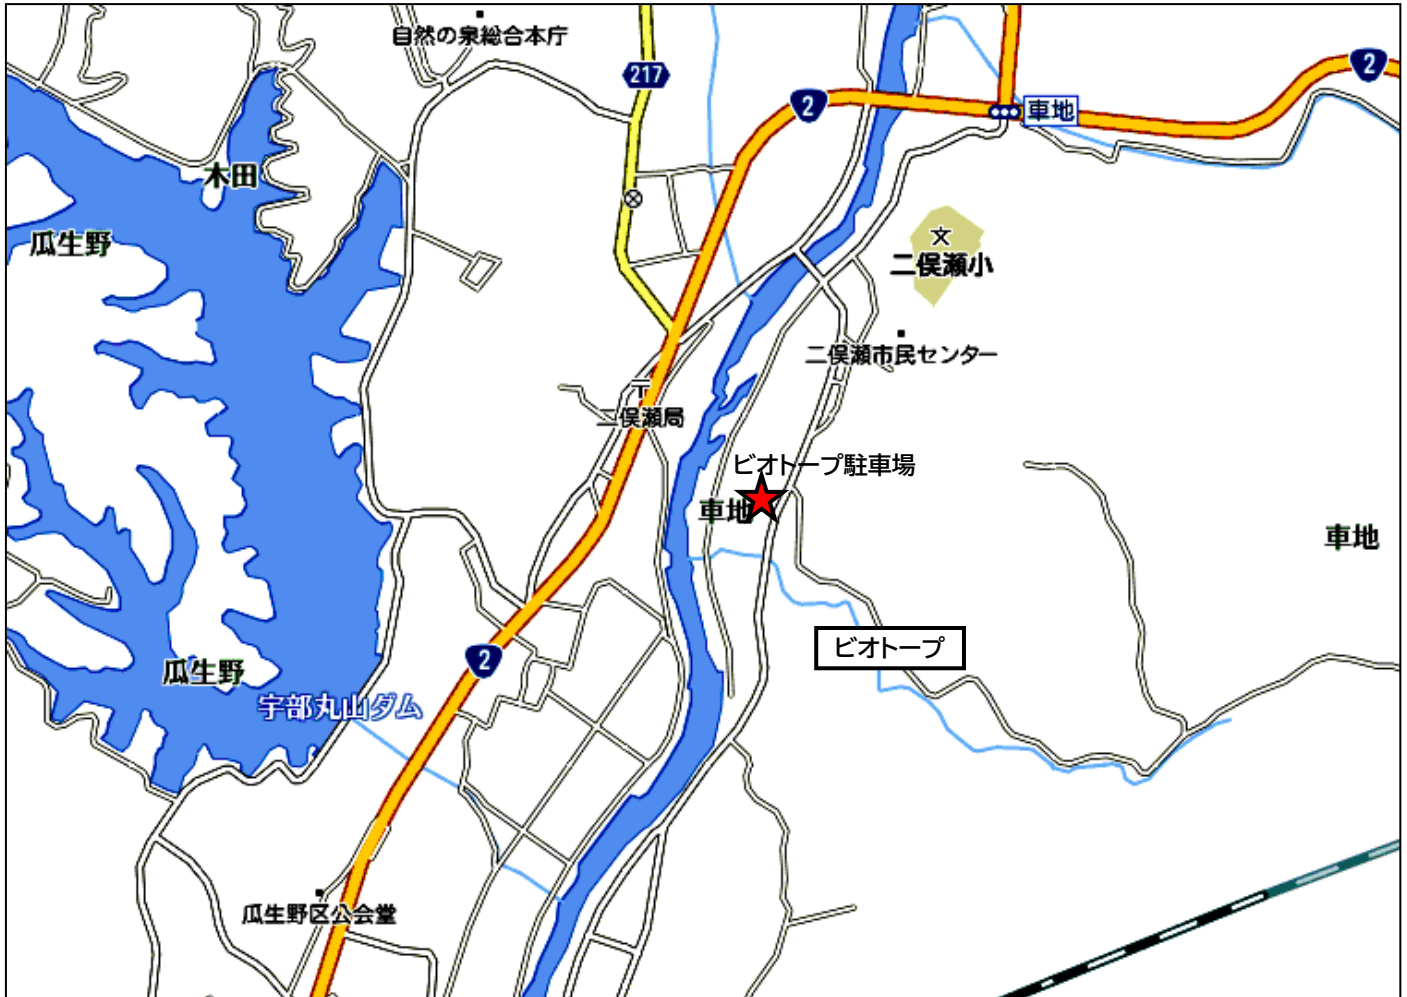 自然の泉総合本庁
217
2
2
車地
木田
瓜生野
文
二俣瀬小
二俣瀬市民センター
〒
二俣瀬局
ビオトープ駐車場
車地
車地
ビオトープ
2
瓜生野
宇部丸山ダム
瓜生野区公会堂